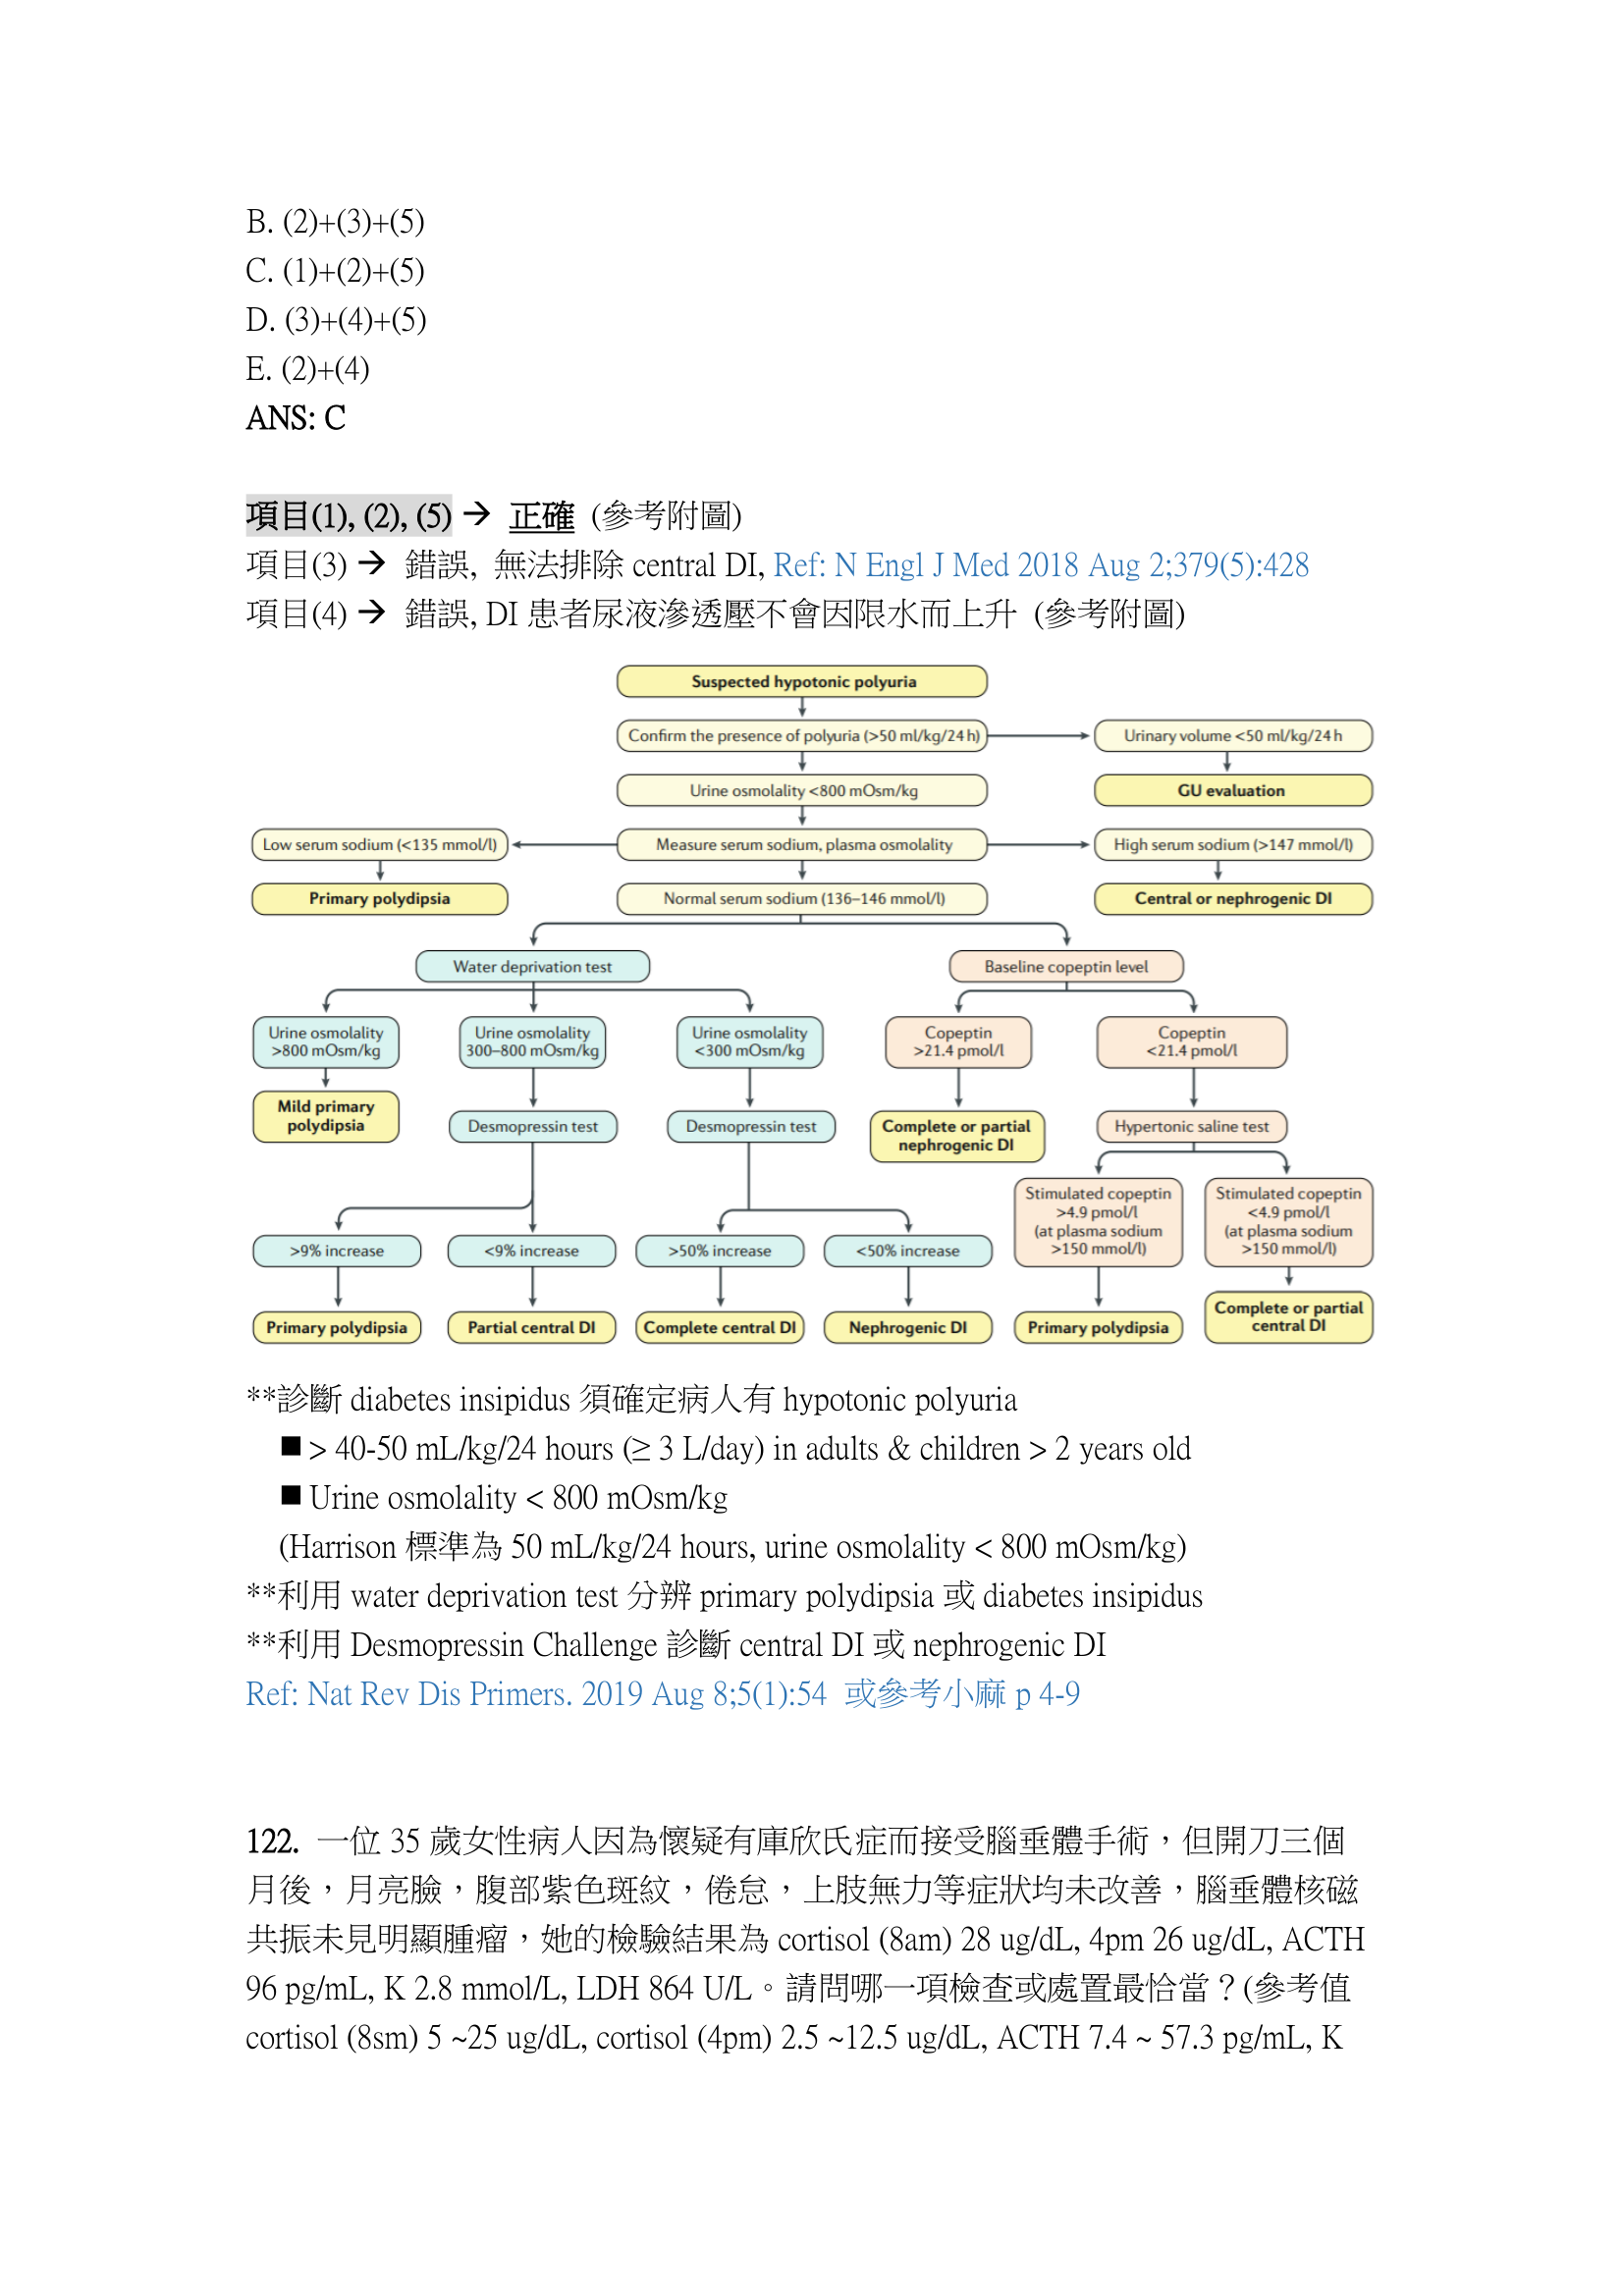 B. (2)+(3)+(5)
C. (1)+(2)+(5)
D. (3)+(4)+(5)
E. (2)+(4)
ANS: C
項目(1), (2), (5) → 正確 (參考附圖)
項目(3) → 錯誤, 無法排除 central DI, Ref: N Engl J Med 2018 Aug 2;379(5):428
項目(4) → 錯誤, DI 患者尿液滲透壓不會因限水而上升 (參考附圖)
Suspected hypotonic polyuria
Confirm the presence of polyuria (>50 ml/kg/24 h)
Urinary volume <50 ml/kg/24 h
Urine osmolality <800 mOsm/kg
GU evaluation
Low serum sodium (<135 mmol/l)
Measure serum sodium, plasma osmolality
High serum sodium (>147 mmol/l)
Primary polydipsia
Normal serum sodium (136–146 mmol/l)
Central or nephrogenic DI
Water deprivation test
Baseline copeptin level
Urine osmolality
>800 mOsm/kg
Urine osmolality
300–800 mOsm/kg
Urine osmolality
<300 mOsm/kg
Copeptin
>21.4 pmol/l
Copeptin
<21.4 pmol/l
Mild primary
polydipsia
Desmopressin test
Desmopressin test
Complete or partial
nephrogenic DI
Hypertonic saline test
Stimulated copeptin
>4.9 pmol/l
(at plasma sodium
>150 mmol/l)
Stimulated copeptin
<4.9 pmol/l
(at plasma sodium
>150 mmol/l)
>9% increase
<9% increase
>50% increase
<50% increase
Primary polydipsia
Partial central DI
Complete central DI
Nephrogenic DI
Primary polydipsia
Complete or partial
central DI
**診斷 diabetes insipidus 須確定病人有 hypotonic polyuria
■ > 40-50 mL/kg/24 hours (≥ 3 L/day) in adults & children > 2 years old
■ Urine osmolality < 800 mOsm/kg
(Harrison 標準為 50 mL/kg/24 hours, urine osmolality < 800 mOsm/kg)
**利用 water deprivation test 分辨 primary polydipsia 或 diabetes insipidus
**利用 Desmopressin Challenge 診斷 central DI 或 nephrogenic DI
Ref: Nat Rev Dis Primers. 2019 Aug 8;5(1):54 或參考小麻 p 4-9
122. 一位 35 歲女性病人因為懷疑有庫欣氏症而接受腦垂體手術，但開刀三個
月後，月亮臉，腹部紫色斑紋，倦怠，上肢無力等症狀均未改善，腦垂體核磁
共振未見明顯腫瘤，她的檢驗結果為 cortisol (8am) 28 ug/dL, 4pm 26 ug/dL, ACTH
96 pg/mL, K 2.8 mmol/L, LDH 864 U/L。請問哪一項檢查或處置最恰當？(參考值
cortisol (8sm) 5 ~25 ug/dL, cortisol (4pm) 2.5 ~12.5 ug/dL, ACTH 7.4 ~ 57.3 pg/mL, K